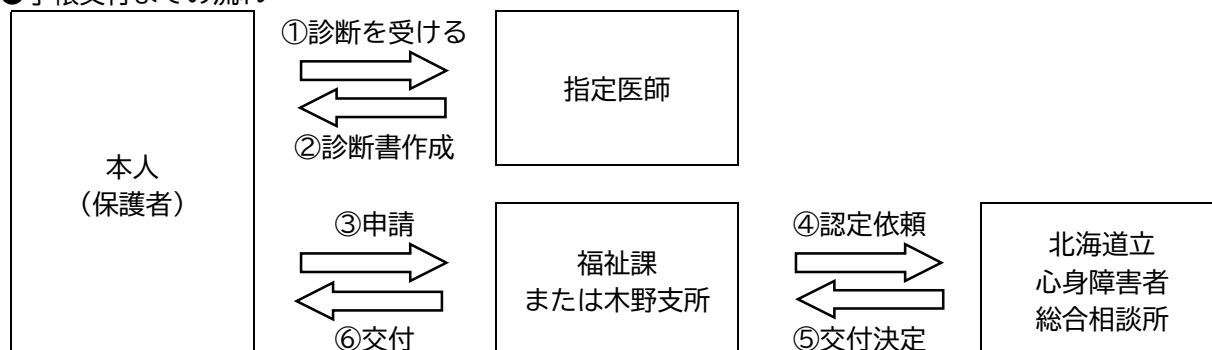 ①診断を受ける
指定医師
②診断書作成
本人
（保護者）
③申請
福祉課
または木野支所
⑥交付
④認定依頼
北海道立
心身障害者
総合相談所
⑤交付決定